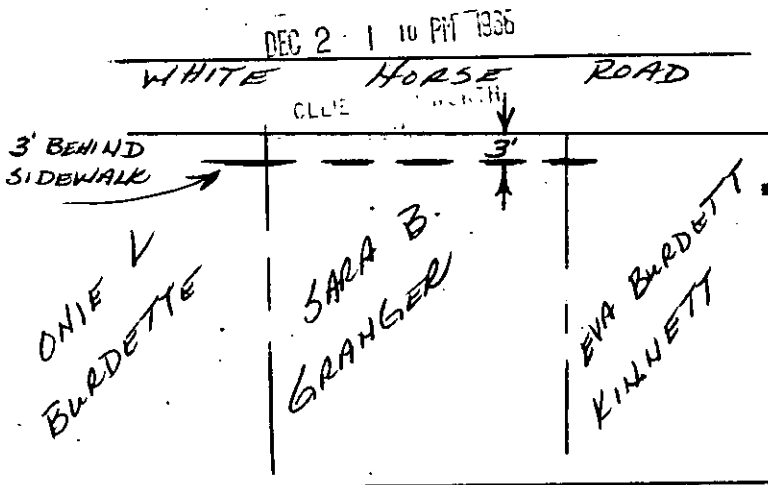 DEC 2 1 10 PM 1986
WHITE HORSE ROAD
3'
3' BEHIND
SIDEWALK
ONIE V
BURDETTE
SARA B.
GRANGER
EVA BURDETT
KINNETT